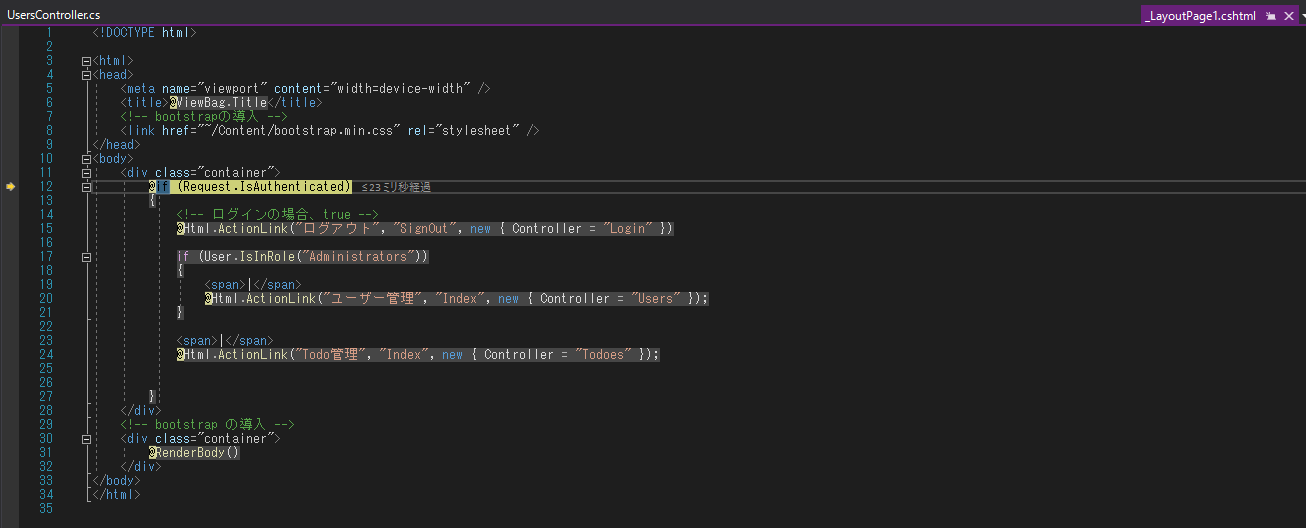 UsersController.cs
_LayoutPage1.cshtml
1 <!DOCTYPE html>
2
3 <html>
4 <head>
5 <meta name="viewport" content="width=device-width" />
6 <title>@ViewBag.Title</title>
7 <!-- bootstrapの導入 -->
8 <link href="~/Content/bootstrap.min.css" rel="stylesheet" />
9 </head>
10 <body>
11 <div class="container">
12 @if (Request.IsAuthenticated) ≤23ミリ秒経過
13 {
14 <!-- ログインの場合、true -->
15 @Html.ActionLink("ログアウト", "SignOut", new { Controller = "Login" })
16
17 if (User.IsInRole("Administrators"))
18 {
19 <span>|</span>
20 @Html.ActionLink("ユーザー管理", "Index", new { Controller = "Users" });
21 }
22
23 <span>|</span>
24 @Html.ActionLink("Todo管理", "Index", new { Controller = "Todoes" });
25
26
27 }
28 </div>
29 <!-- bootstrap の導入 -->
30 <div class="container">
31 @RenderBody()
32 </div>
33 </body>
34 </html>
35